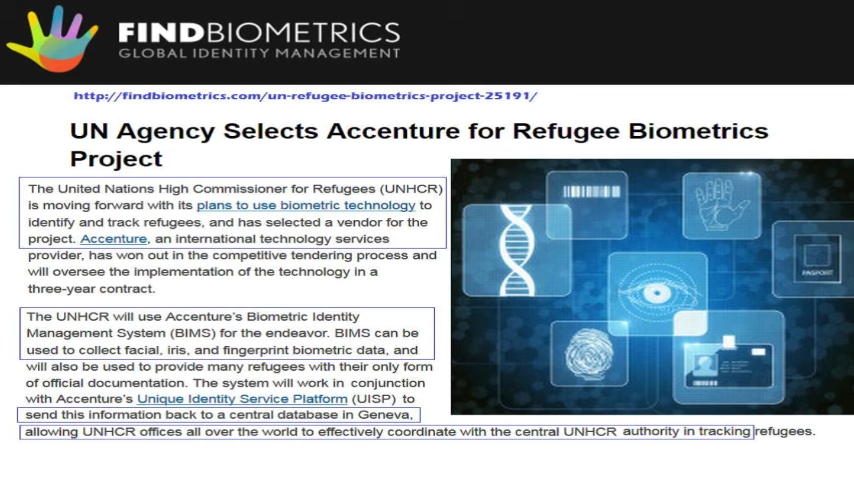 FINDBIOMETRICS
GLOBAL IDENTITY MANAGEMENT
http://findbiometrics.com/un-refugee-biometrics-project-25191/
UN Agency Selects Accenture for Refugee Biometrics
Project
The United Nations High Commissioner for Refugees (UNHCR)
is moving forward with its plans to use biometric technology to
identify and track refugees, and has selected a vendor for the
project. Accenture, an international technology services
provider, has won out in the competitive tendering process and
will oversee the implementation of the technology in a
three-year contract.
The UNHCR will use Accenture's Biometric Identity
Management System (BIMS) for the endeavor. BIMS can be
used to collect facial, iris, and fingerprint biometric data, and
will also be used to provide many refugees with their only form
of official documentation. The system will work in conjunction
with Accenture's Unique Identity Service Platform (UISP) to
send this information back to a central database in Geneva,
allowing UNHCR offices all over the world to effectively coordinate with the central UNHCR authority in tracking refugees.
PASSPORT